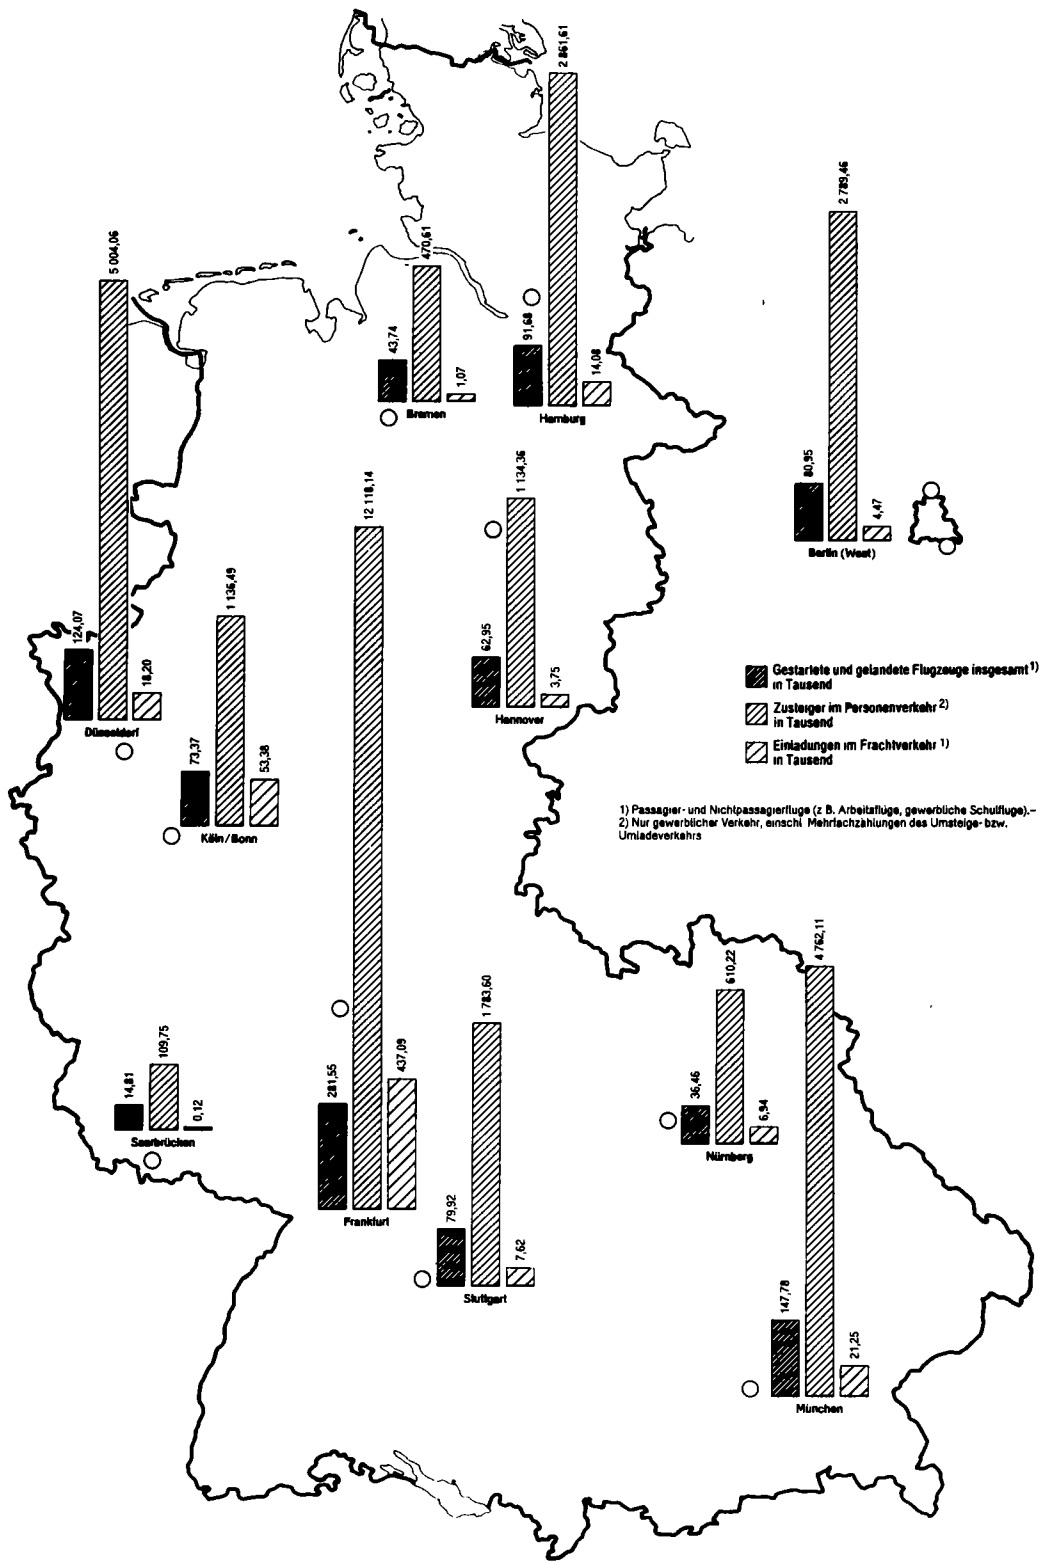 2 861,61
2 789,46
5 004,06
470,61
43,74
1,07
Bremen
91,68
14,08
Hamburg
80,95
4,47
Berlin (West)
12 118,14
1 134,36
62,95
3,75
Hannover
124,07
18,20
Düsseldorf
1 136,49
73,37
53,38
Köln/Bonn
Gestartete und gelandete Flugzeuge insgesamt 1)
in Tausend
Zusteiger im Personenverkehr 2)
in Tausend
Einladungen im Frachtverkehr 1)
in Tausend
1) Passagier- und Nichtpassagierflüge (z B. Arbeitsflüge, gewerbliche Schulflüge).–
2) Nur gewerblicher Verkehr, einschl Mehrfachzählungen des Umsteige- bzw.
Umladeverkehrs
4 762,11
610,22
36,46
6,94
Nürnberg
1 783,60
109,75
14,81
0,12
Saarbrücken
281,55
437,09
Frankfurt
79,92
7,62
Stuttgart
147,78
21,25
München